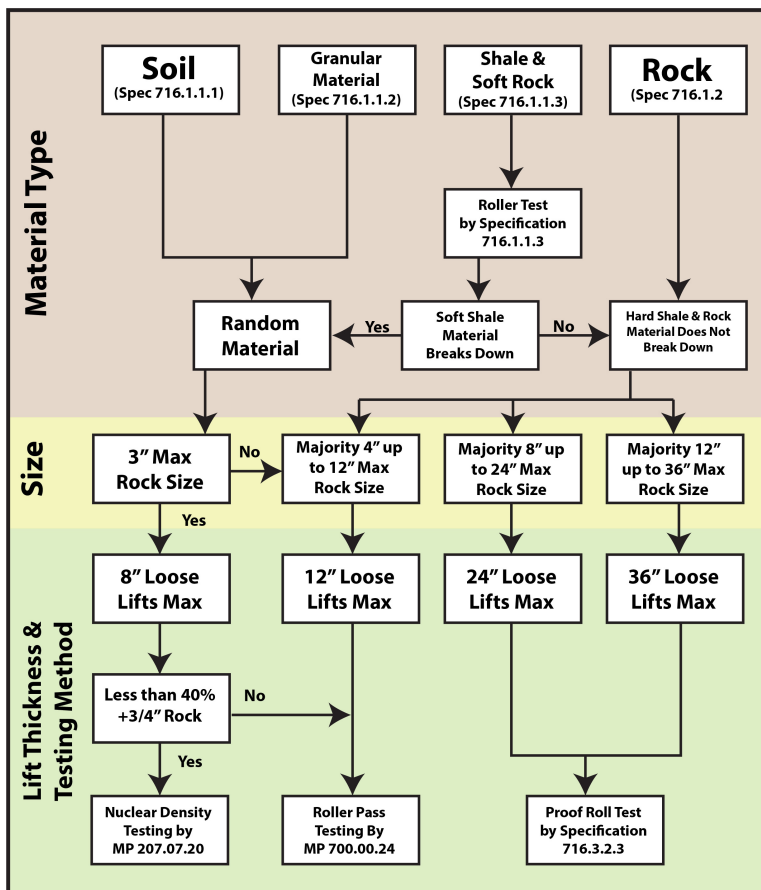 Material Type
Soil
(Spec 716.1.1.1)
Granular
Material
(Spec 716.1.1.2)
Shale &
Soft Rock
(Spec 716.1.1.3)
Rock
(Spec 716.1.2
Roller Test
by Specification
716.1.1.3
Random
Material
Yes
Soft Shale
Material
Breaks Down
No
Hard Shale & Rock
Material Does Not
Break Down
Size
3” Max
Rock Size
No
Majority 4” up
to 12” Max
Rock Size
Majority 8” up
to 24” Max
Rock Size
Majority 12”
up to 36” Max
Rock Size
Yes
Lift Thickness &
Testing Method
8” Loose
Lifts Max
12” Loose
Lifts Max
24” Loose
Lifts Max
36” Loose
Lifts Max
Less than 40%
+3/4” Rock
No
Yes
Nuclear Density
Testing by
MP 207.07.20
Roller Pass
Testing By
MP 700.00.24
Proof Roll Test
by Specification
716.3.2.3